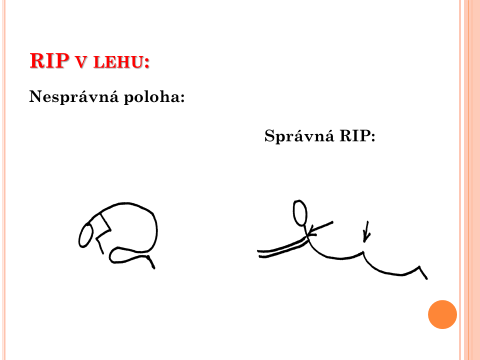 RIP V LEHU:
Nesprávná poloha:
Správná RIP: